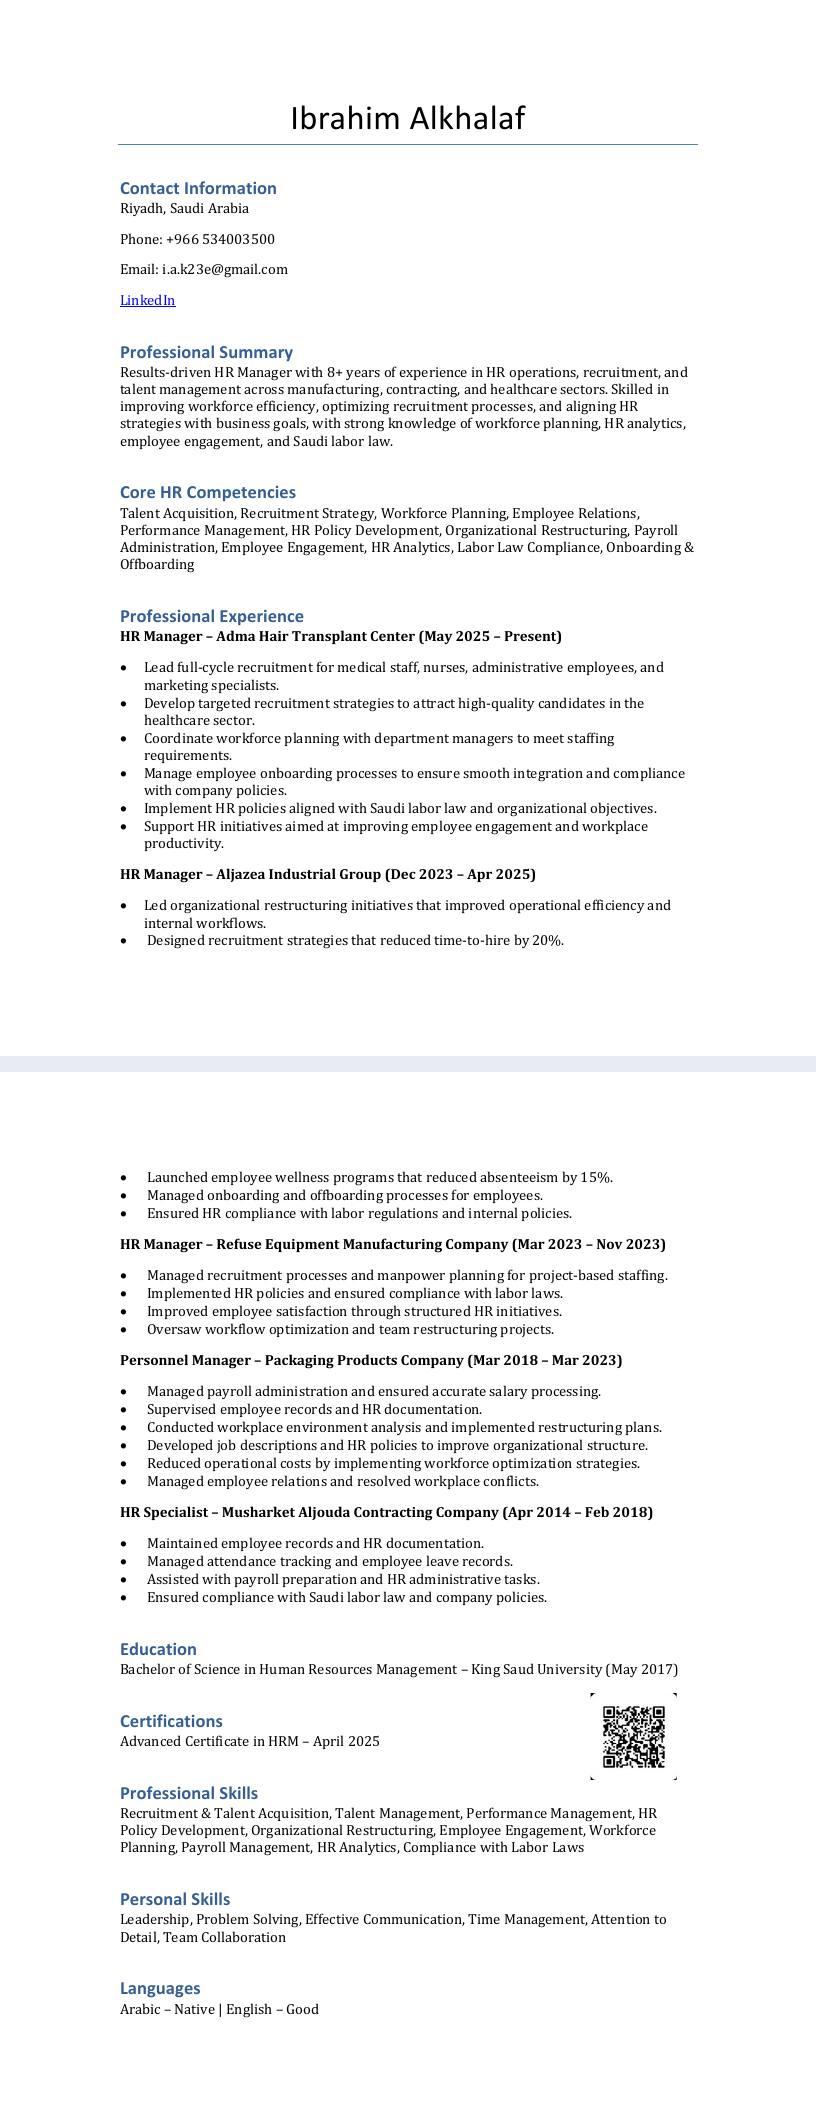 Ibrahim Alkhalaf
Contact Information
Riyadh, Saudi Arabia
Phone: +966 534003500
Email: i.a.k23e@gmail.com
LinkedIn
Professional Summary
Results-driven HR Manager with 8+ years of experience in HR operations, recruitment, and
talent management across manufacturing, contracting, and healthcare sectors. Skilled in
improving workforce efficiency, optimizing recruitment processes, and aligning HR
strategies with business goals, with strong knowledge of workforce planning, HR analytics,
employee engagement, and Saudi labor law.
Core HR Competencies
Talent Acquisition, Recruitment Strategy, Workforce Planning, Employee Relations,
Performance Management, HR Policy Development, Organizational Restructuring, Payroll
Administration, Employee Engagement, HR Analytics, Labor Law Compliance, Onboarding &
Offboarding
Professional Experience
HR Manager – Adma Hair Transplant Center (May 2025 – Present)
• Lead full-cycle recruitment for medical staff, nurses, administrative employees, and
marketing specialists.
• Develop targeted recruitment strategies to attract high-quality candidates in the
healthcare sector.
• Coordinate workforce planning with department managers to meet staffing
requirements.
• Manage employee onboarding processes to ensure smooth integration and compliance
with company policies.
• Implement HR policies aligned with Saudi labor law and organizational objectives.
• Support HR initiatives aimed at improving employee engagement and workplace
productivity.
HR Manager – Aljazea Industrial Group (Dec 2023 – Apr 2025)
• Led organizational restructuring initiatives that improved operational efficiency and
internal workflows.
• Designed recruitment strategies that reduced time-to-hire by 20%.
• Launched employee wellness programs that reduced absenteeism by 15%.
• Managed onboarding and offboarding processes for employees.
• Ensured HR compliance with labor regulations and internal policies.
HR Manager – Refuse Equipment Manufacturing Company (Mar 2023 – Nov 2023)
• Managed recruitment processes and manpower planning for project-based staffing.
• Implemented HR policies and ensured compliance with labor laws.
• Improved employee satisfaction through structured HR initiatives.
• Oversaw workflow optimization and team restructuring projects.
Personnel Manager – Packaging Products Company (Mar 2018 – Mar 2023)
• Managed payroll administration and ensured accurate salary processing.
• Supervised employee records and HR documentation.
• Conducted workplace environment analysis and implemented restructuring plans.
• Developed job descriptions and HR policies to improve organizational structure.
• Reduced operational costs by implementing workforce optimization strategies.
• Managed employee relations and resolved workplace conflicts.
HR Specialist – Musharket Aljouda Contracting Company (Apr 2014 – Feb 2018)
• Maintained employee records and HR documentation.
• Managed attendance tracking and employee leave records.
• Assisted with payroll preparation and HR administrative tasks.
• Ensured compliance with Saudi labor law and company policies.
Education
Bachelor of Science in Human Resources Management – King Saud University (May 2017)
Certifications
Advanced Certificate in HRM – April 2025
Professional Skills
Recruitment & Talent Acquisition, Talent Management, Performance Management, HR
Policy Development, Organizational Restructuring, Employee Engagement, Workforce
Planning, Payroll Management, HR Analytics, Compliance with Labor Laws
Personal Skills
Leadership, Problem Solving, Effective Communication, Time Management, Attention to
Detail, Team Collaboration
Languages
Arabic – Native | English – Good